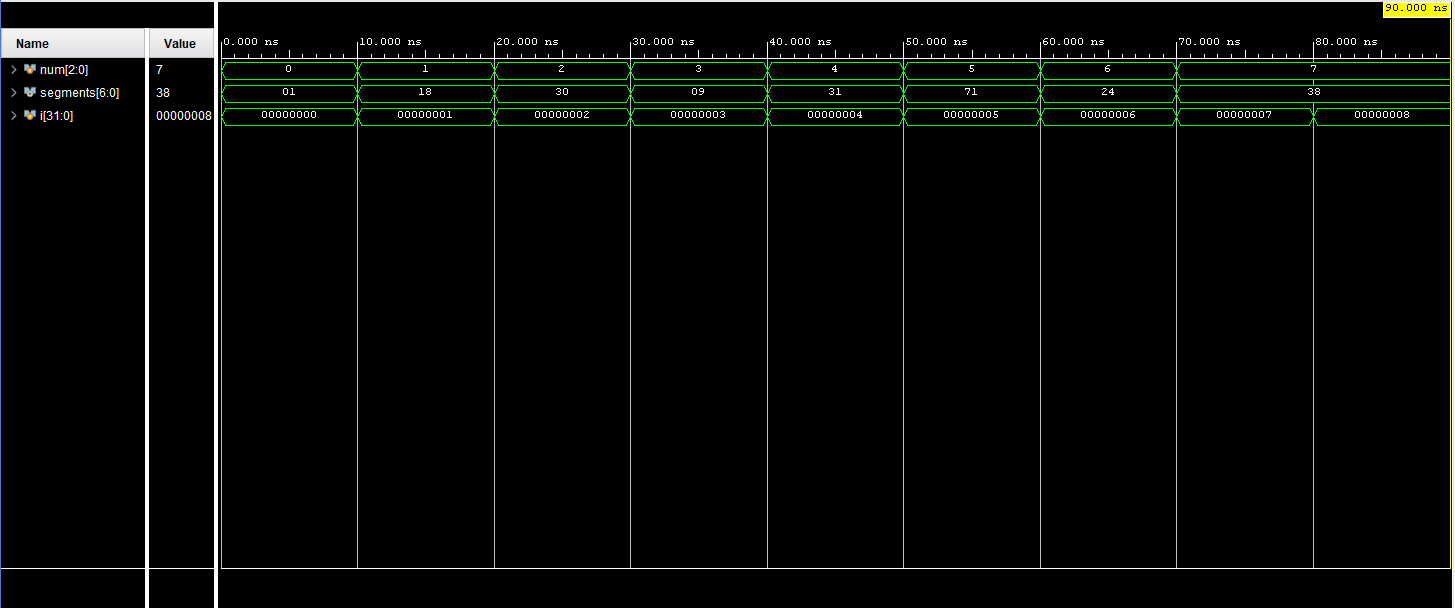 90.000 ns
Name Value 0.000 ns 10.000 ns 20.000 ns 30.000 ns 40.000 ns 50.000 ns 60.000 ns 70.000 ns 80.000 ns
num[2:0] 7 0 1 2 3 4 5 6 7
segments[6:0] 38 01 18 30 09 31 71 24 38
i[31:0] 00000008 00000000 00000001 00000002 00000003 00000004 00000005 00000006 00000007 00000008